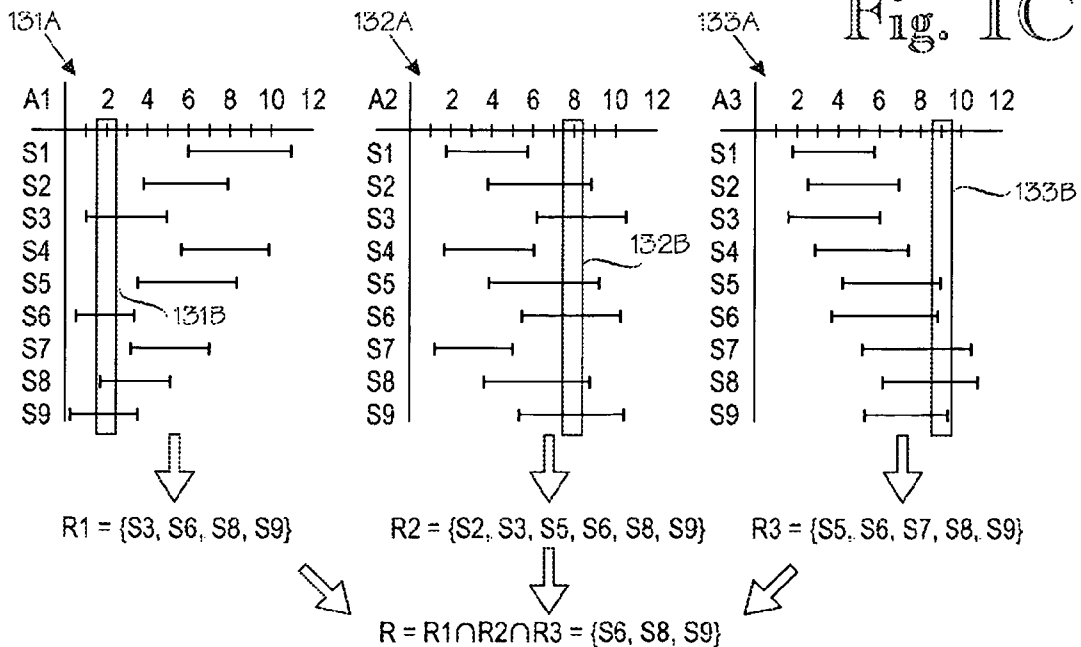 Fig. 1C
131A
132A
133A
A1 2 4 6 8 10 12
S1
S2
S3
S4
S5
S6
S7
S8
S9
131B
A2 2 4 6 8 10 12
S1
S2
S3
S4
S5
S6
S7
S8
S9
132B
A3 2 4 6 8 10 12
S1
S2
S3
S4
S5
S6
S7
S8
S9
133B
R1 = {S3, S6, S8, S9}
R2 = {S2, S3, S5, S6, S8, S9}
R3 = {S5, S6, S7, S8, S9}
R = R1∩R2∩R3 = {S6, S8, S9}